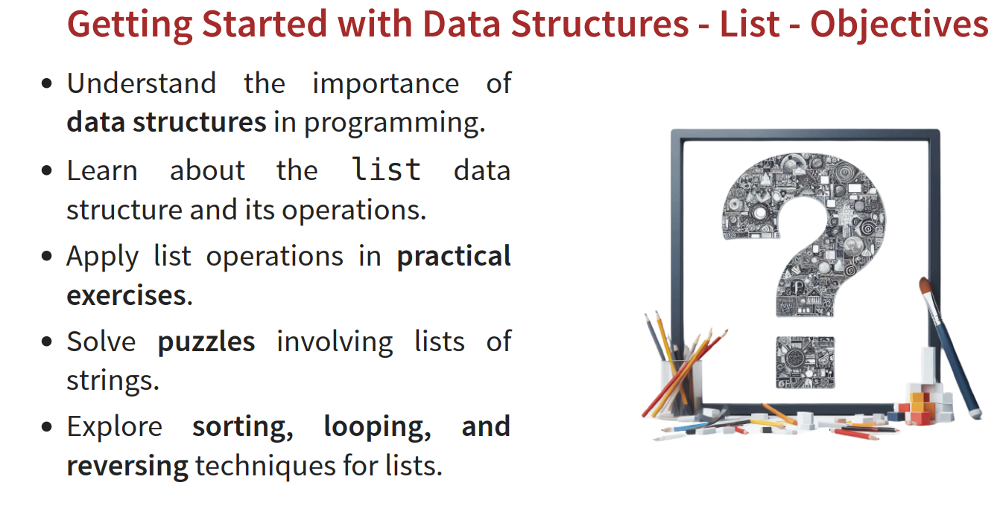 Getting Started with Data Structures - List - Objectives
• Understand the importance of
data structures in programming.
• Learn about the list data
structure and its operations.
• Apply list operations in practical
exercises.
• Solve puzzles involving lists of
strings.
• Explore sorting, looping, and
reversing techniques for lists.